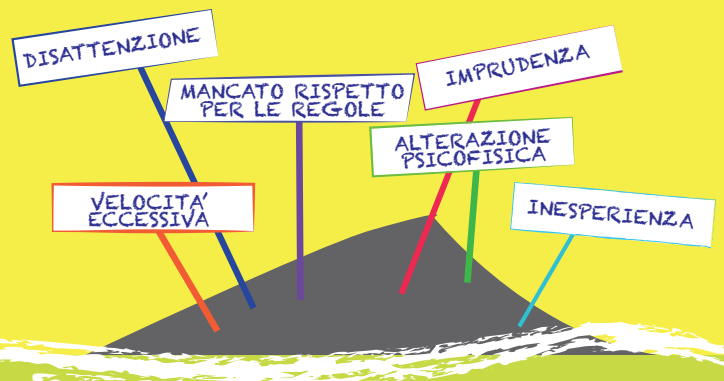 DISATTENZIONE
MANCATO RISPETTO
PER LE REGOLE
IMPRUDENZA
ALTERAZIONE
PSICOFISICA
VELOCITA'
ECCESSIVA
INESPERIENZA